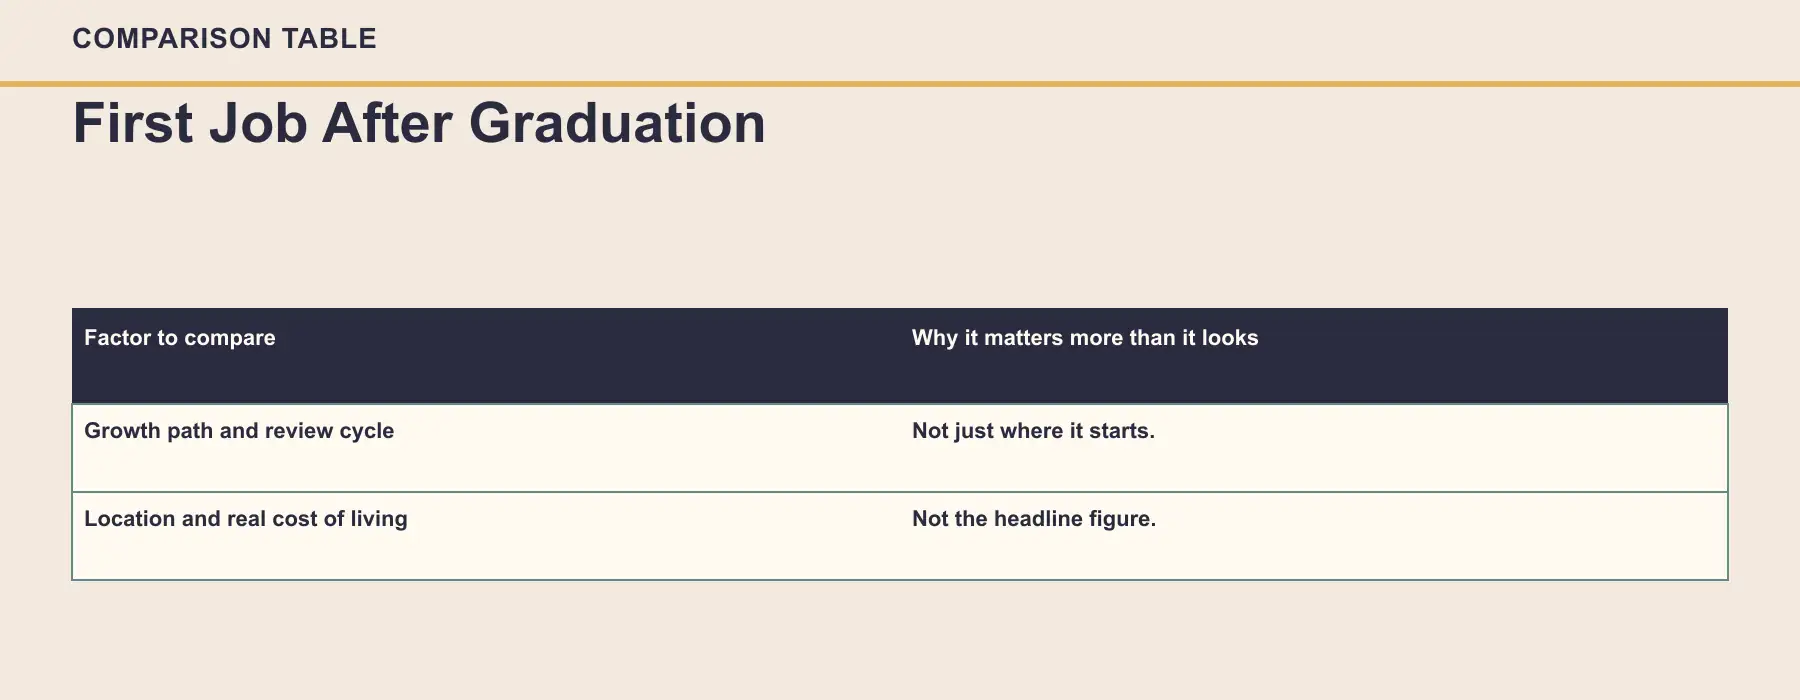 COMPARISON TABLE
First Job After Graduation
Factor to compare
Why it matters more than it looks
Growth path and review cycle
Not just where it starts.
Location and real cost of living
Not the headline figure.